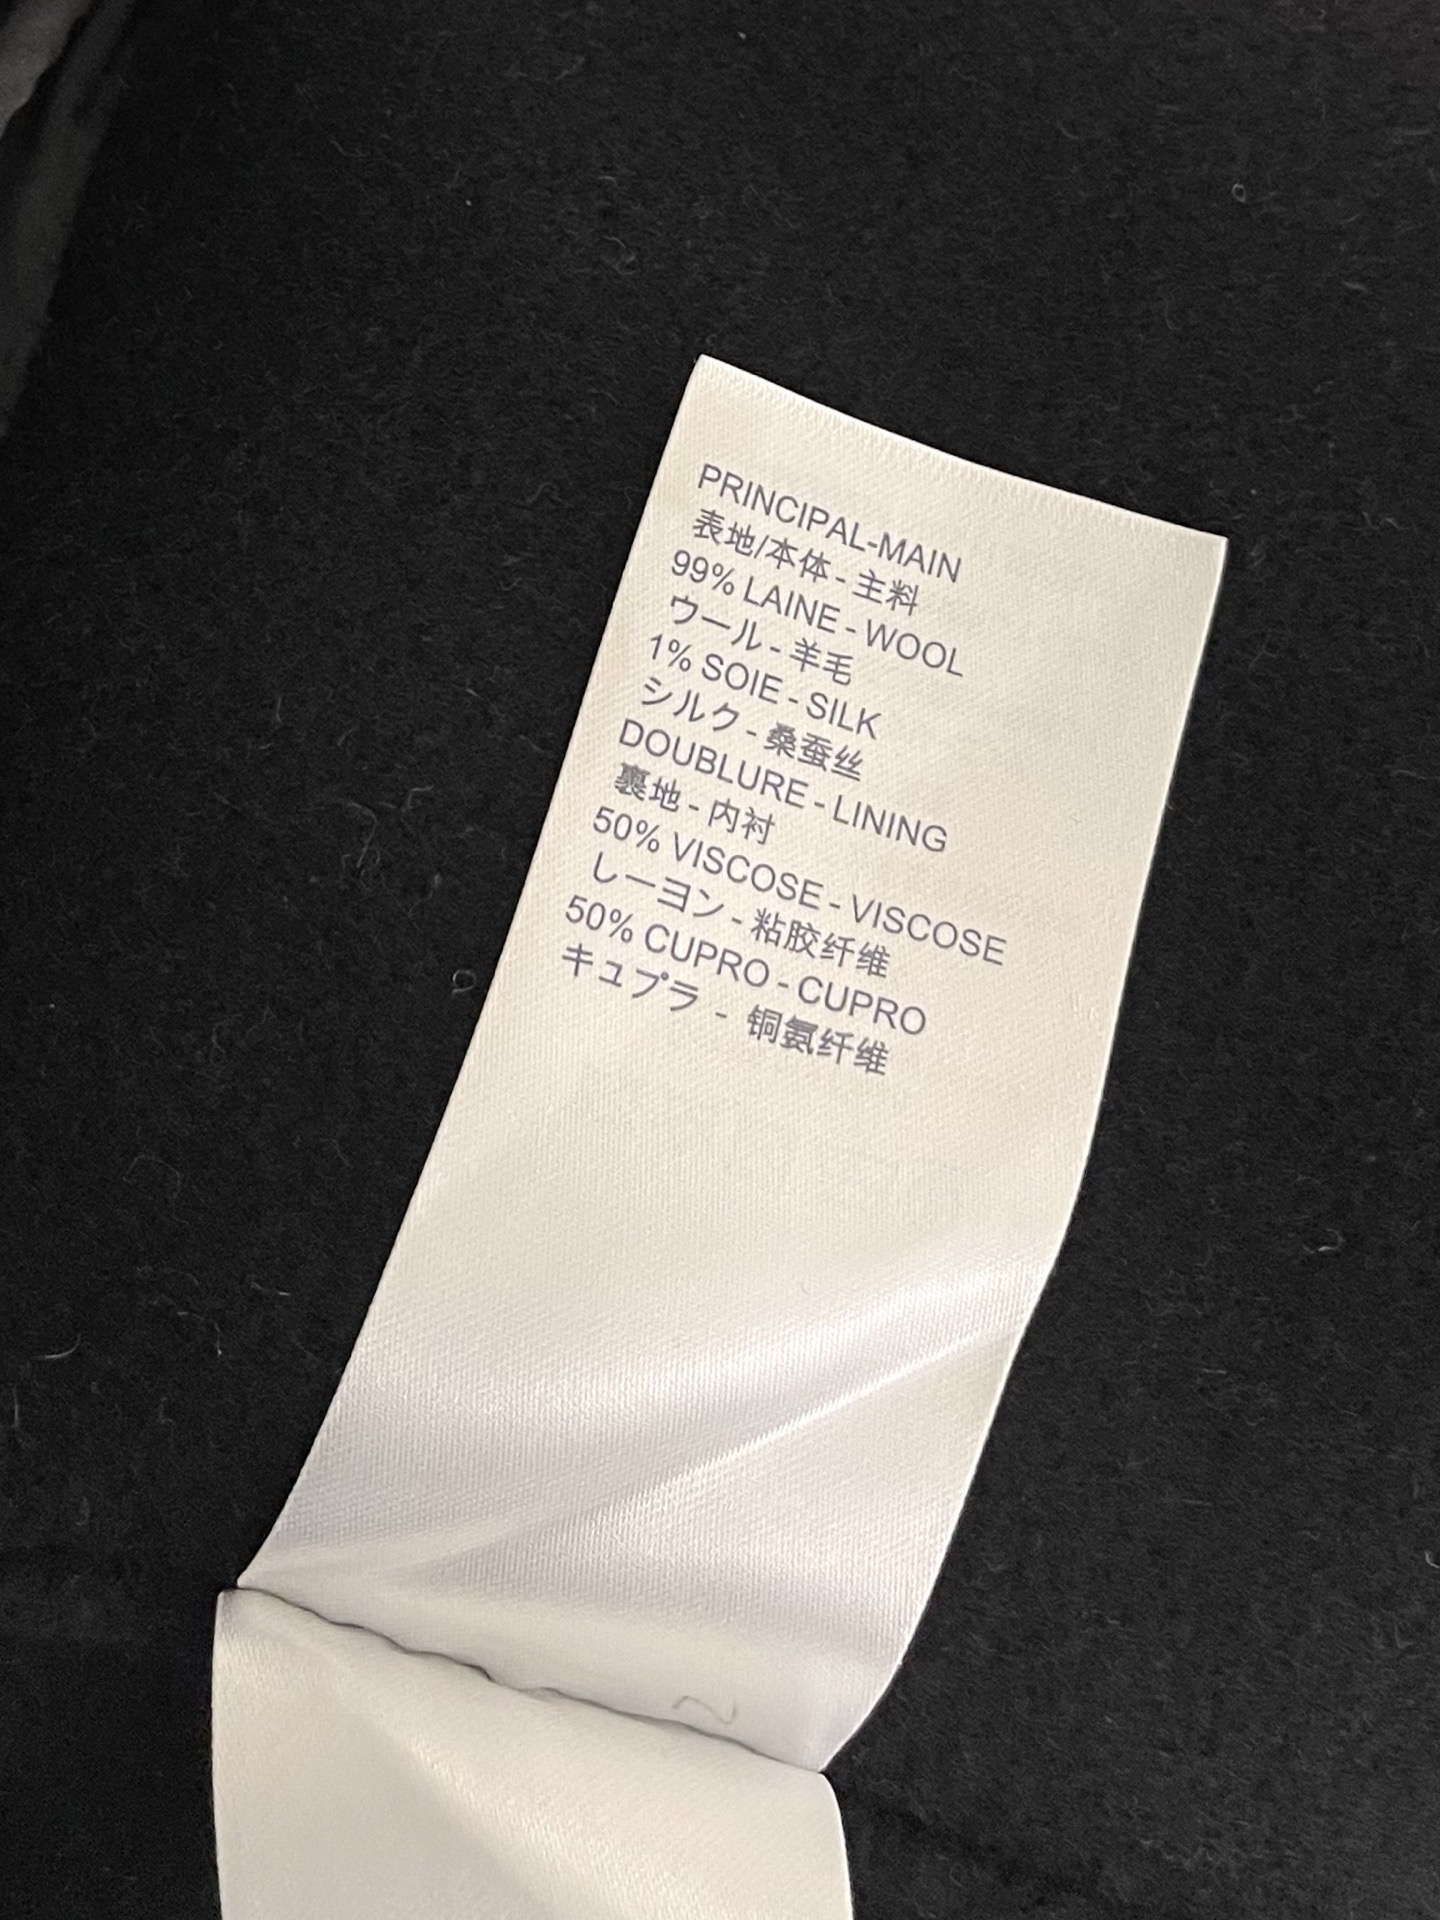 PRINCIPAL-MAIN
表地/本体 - 主料
99% LAINE - WOOL
ウール - 羊毛
1% SOIE - SILK
シルク - 桑蚕丝
DOUBLURE - LINING
裏地 - 内衬
50% VISCOSE - VISCOSE
レーヨン - 粘胶纤维
50% CUPRO - CUPRO
キュプラ - 铜氨纤维